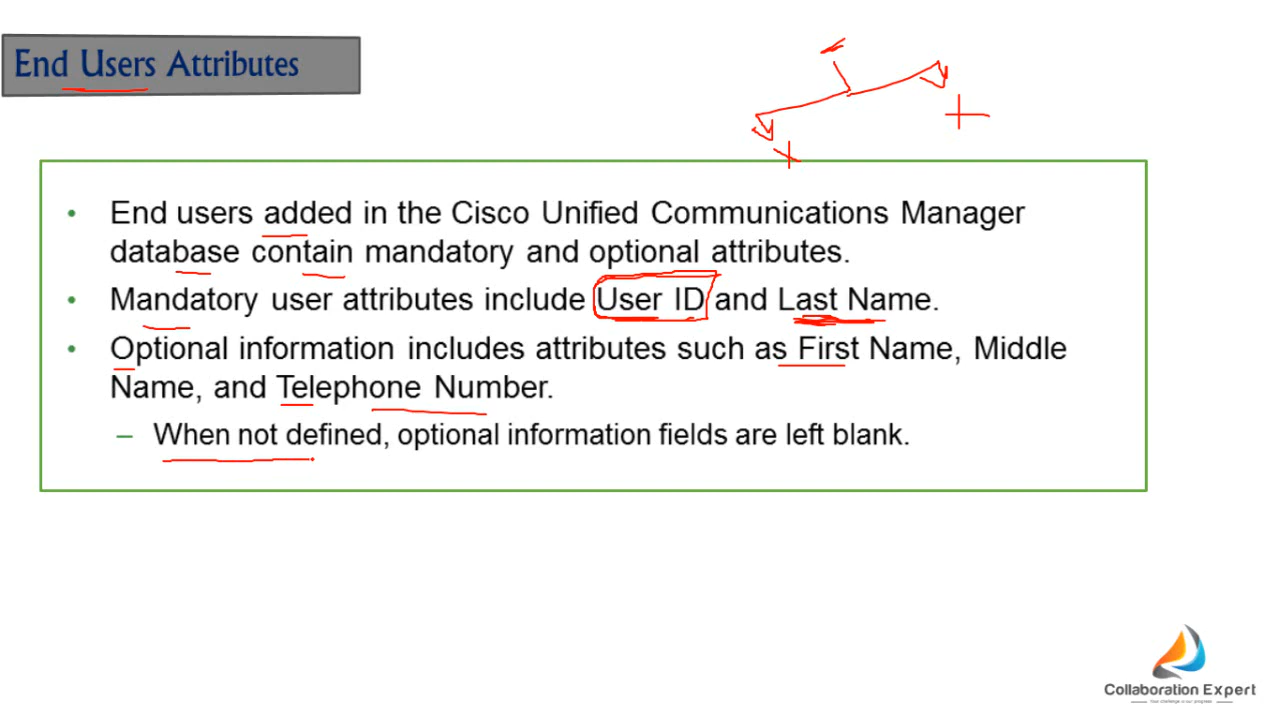 End Users Attributes
• End users added in the Cisco Unified Communications Manager
database contain mandatory and optional attributes.
• Mandatory user attributes include User ID and Last Name.
• Optional information includes attributes such as First Name, Middle
Name, and Telephone Number.
– When not defined, optional information fields are left blank.
Collaboration Expert